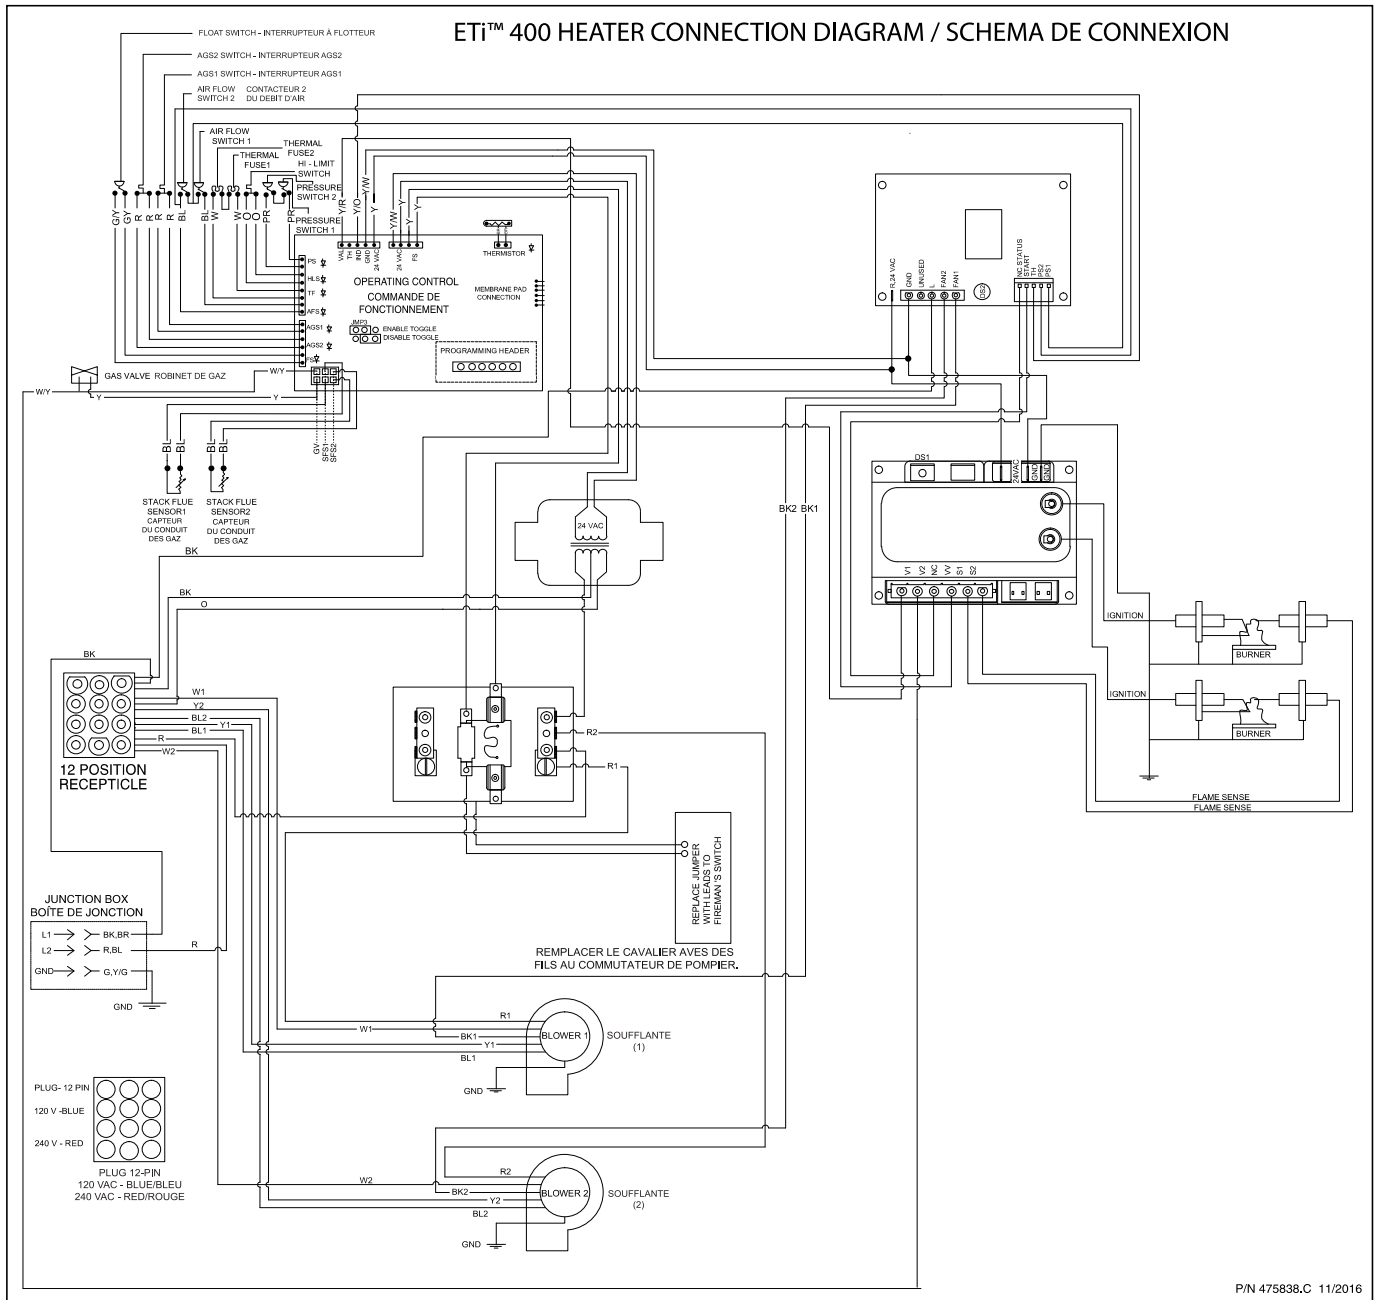 ETi™ 400 HEATER CONNECTION DIAGRAM / SCHEMA DE CONNEXION
FLOAT SWITCH - INTERRUPTEUR À FLOTTEUR
AGS2 SWITCH - INTERRUPTEUR AGS2
AGS1 SWITCH - INTERRUPTEUR AGS1
AIR FLOW
SWITCH 2
CONTACTEUR 2
DU DEBIT D'AIR
AIR FLOW
SWITCH 1
THERMAL
FUSE2
THERMAL
FUSE1
HI - LIMIT
SWITCH
PRESSURE
SWITCH 2
PRESSURE
SWITCH 1
G/Y
GY
R
R
R
R
BL
BL
W
W
O
O
PR
PR
Y/R
Y/O
Y/W
Y
Y/W
Y
Y
Y
VAL
TH
IND
GND
24 VAC
24 VAC
FS
THERMISTOR
PS
HLS
TF
AFS
AGS1
AGS2
FS
OPERATING CONTROL
COMMANDE DE
FONCTIONNEMENT
MEMBRANE PAD
CONNECTION
JMP3
ENABLE TOGGLE
DISABLE TOGGLE
PROGRAMMING HEADER
R, 24 VAC
GND
UNUSED
L
FAN2
FAN1
DS2
NC STATUS
START
TH
PS2
PS1
GAS VALVE ROBINET DE GAZ
W/Y
W/Y
Y
Y
GV
SFS1
SFS2
BL
BL
BL
BL
STACK FLUE
SENSOR1
CAPTEUR
DU CONDUIT
DES GAZ
STACK FLUE
SENSOR2
CAPTEUR
DU CONDUIT
DES GAZ
24 VAC
BK2
BK1
DS1
24VAC
GND
GND
V1
V2
NC
VV
S1
S2
IGNITION
BURNER
IGNITION
BURNER
FLAME SENSE
FLAME SENSE
BK
BK
O
BK
W1
Y2
BL2
Y1
BL1
R
W2
12 POSITION
RECEPTICLE
R2
R1
REPLACE JUMPER
WITH LEADS TO
FIREMAN 'S SWITCH
REMPLACER LE CAVALIER AVES DES
FILS AU COMMUTATEUR DE POMPIER.
JUNCTION BOX
BOÎTE DE JONCTION
L1
BK,BR
L2
R,BL
R
GND
G,Y/G
GND
R1
W1
BK1
Y1
BL1
BLOWER 1
SOUFFLANTE
(1)
GND
PLUG- 12 PIN
120 V -BLUE
240 V - RED
PLUG 12-PIN
120 VAC - BLUE/BLEU
240 VAC - RED/ROUGE
R2
W2
BK2
Y2
BL2
BLOWER 2
SOUFFLANTE
(2)
GND
P/N 475838.C 11/2016